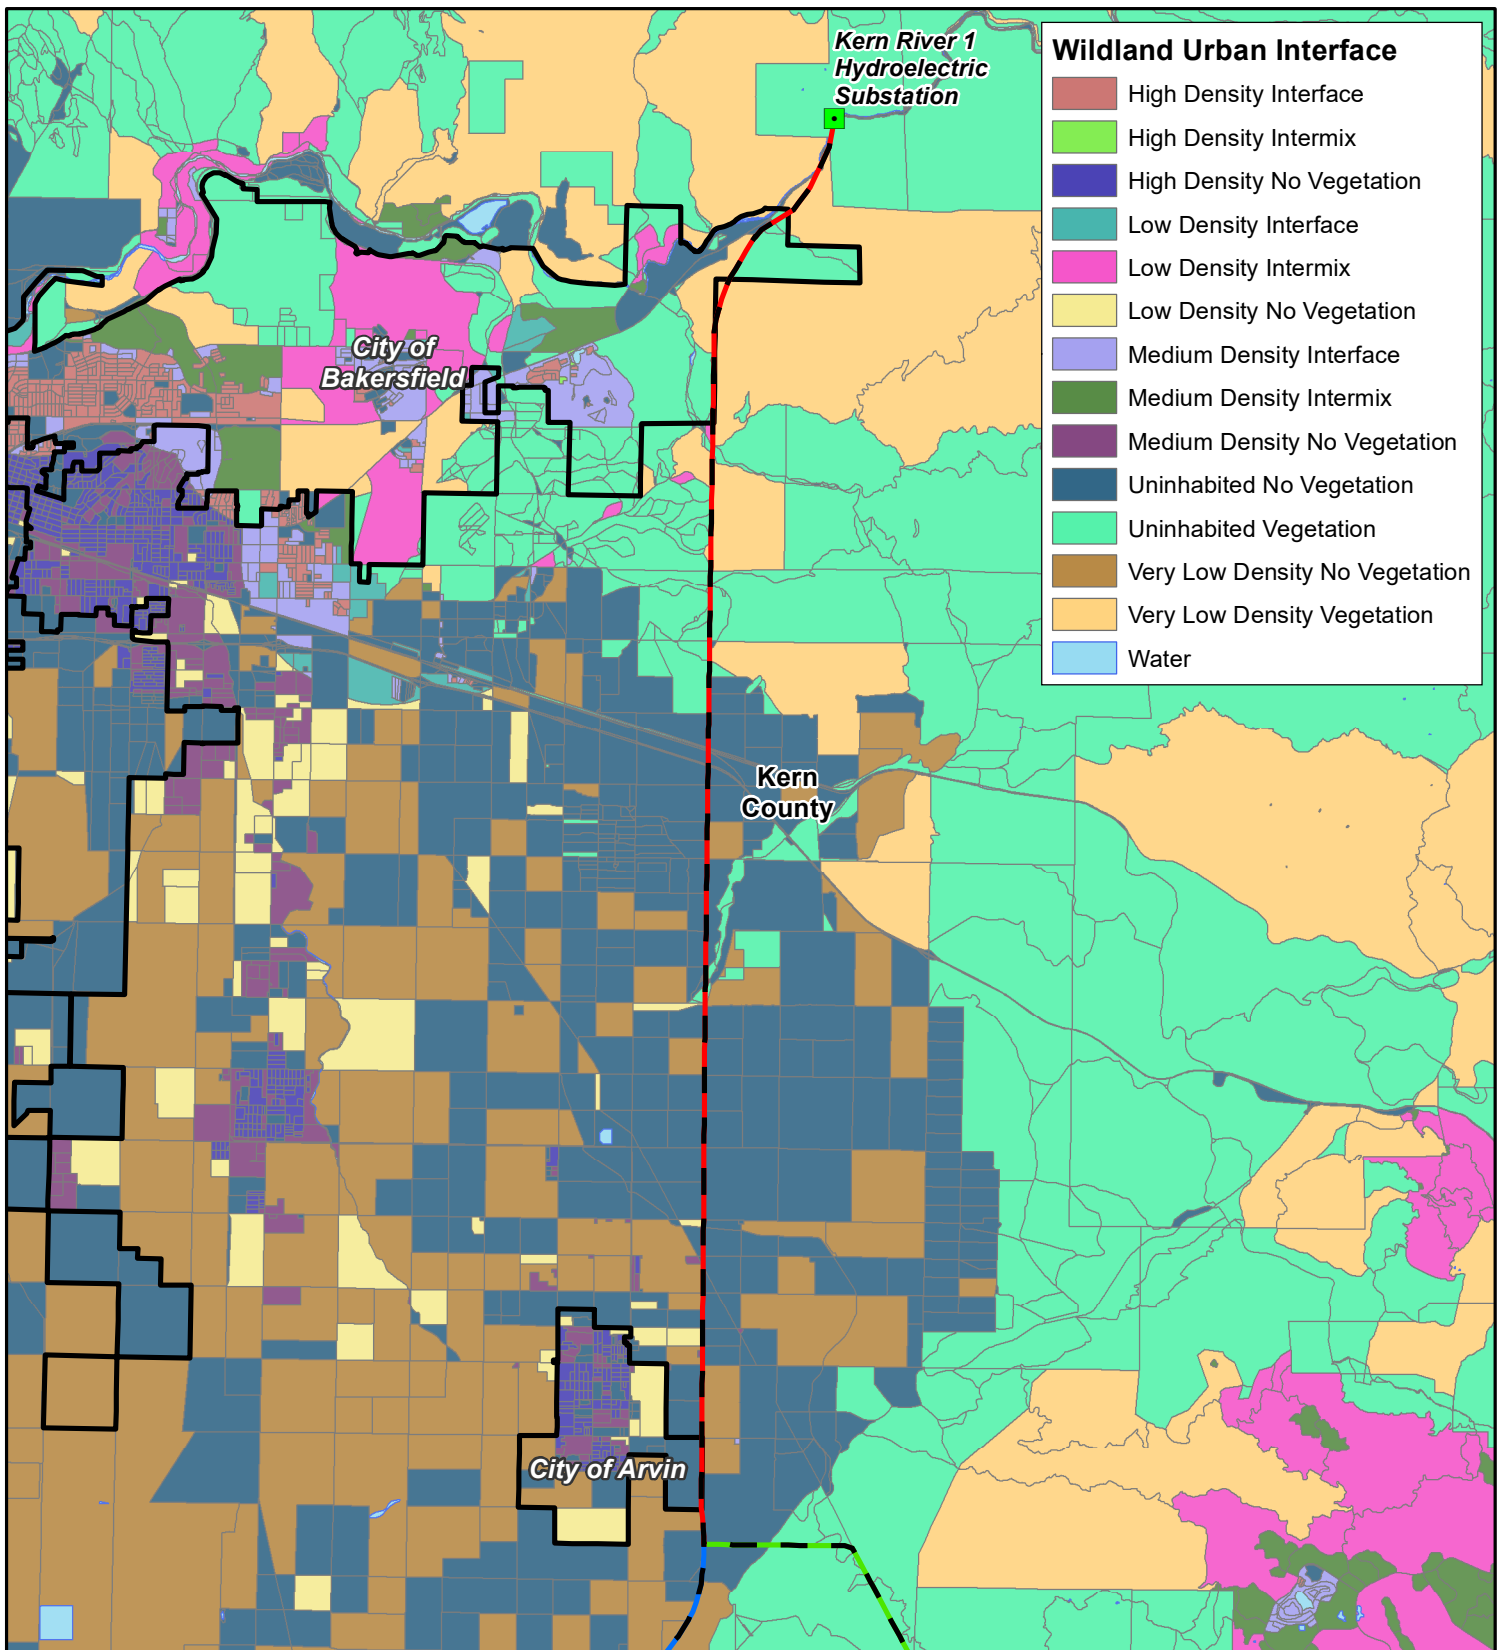 Kern River 1
Hydroelectric
Substation
Wildland Urban Interface
High Density Interface
High Density Intermix
High Density No Vegetation
Low Density Interface
Low Density Intermix
Low Density No Vegetation
Medium Density Interface
Medium Density Intermix
Medium Density No Vegetation
Uninhabited No Vegetation
Uninhabited Vegetation
Very Low Density No Vegetation
Very Low Density Vegetation
Water
City of
Bakersfield
Kern
County
City of Arvin